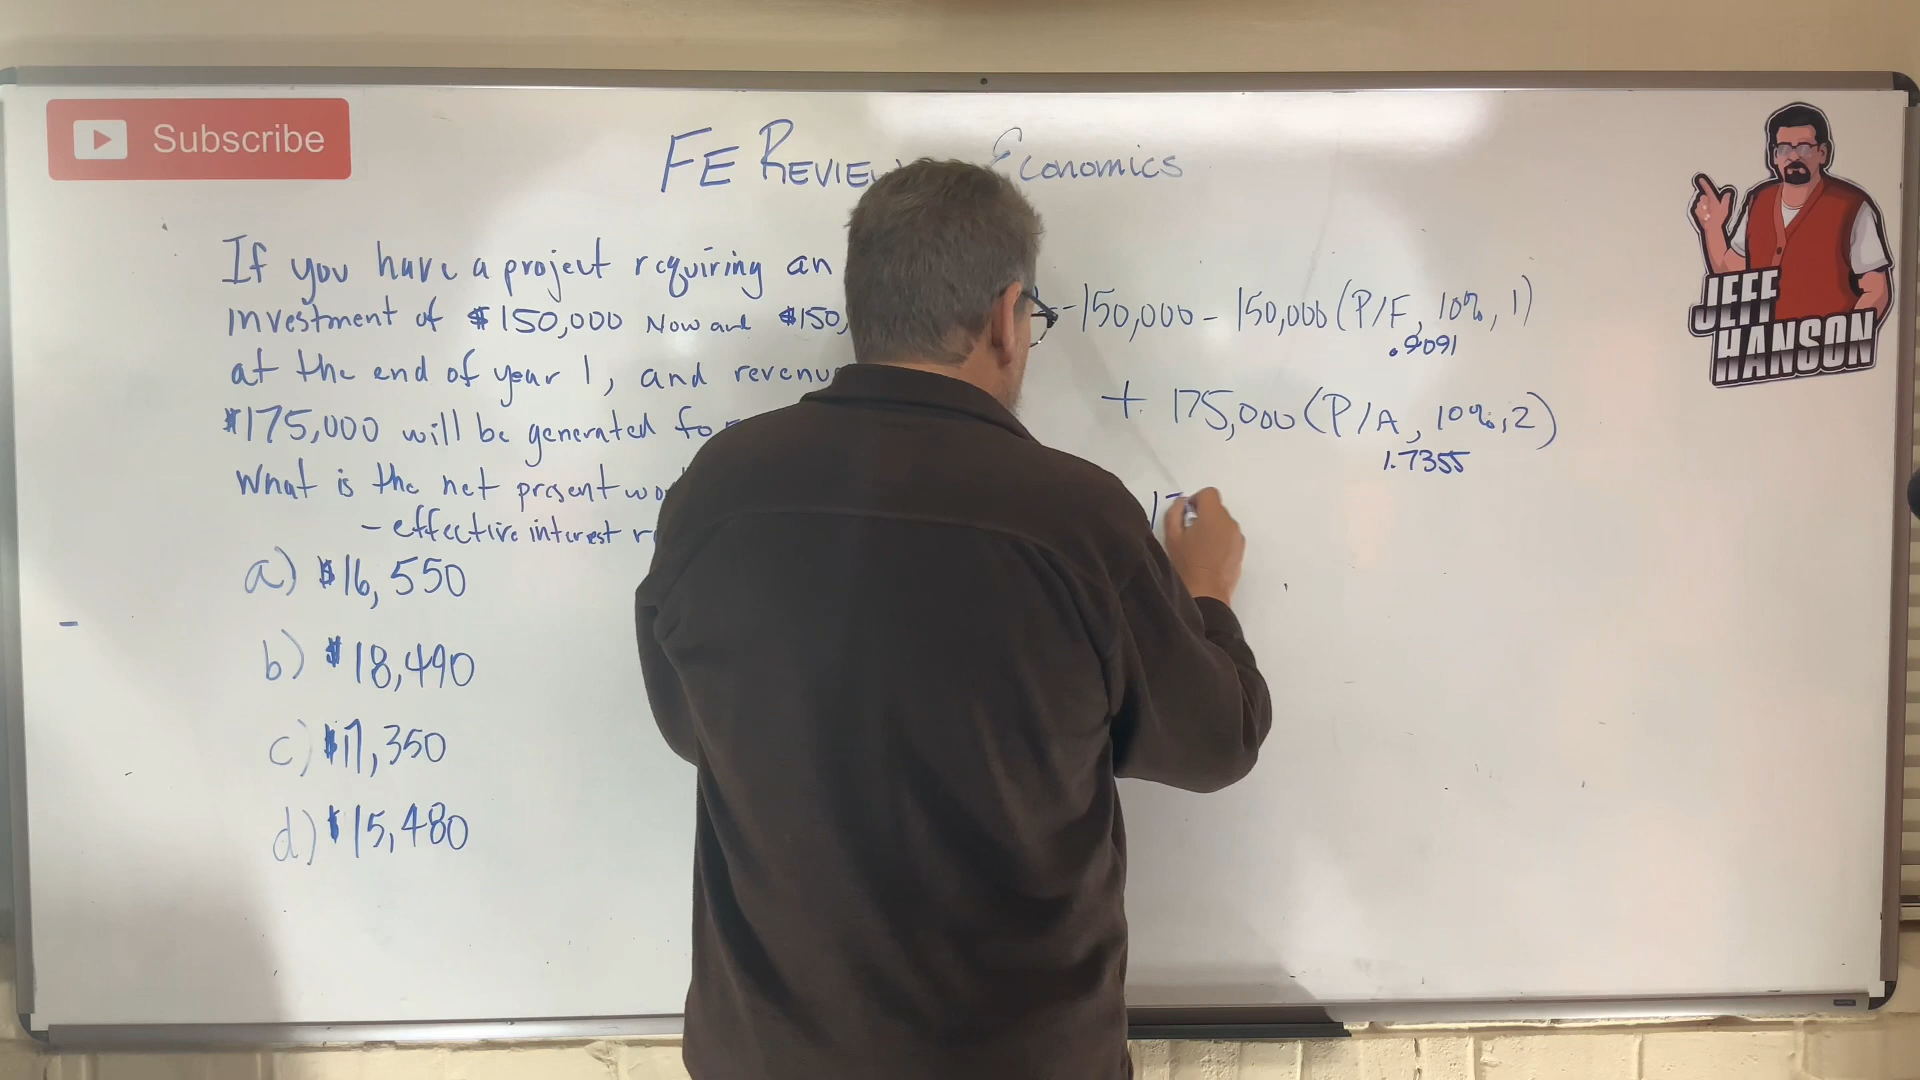 Subscribe
FE REVIEW Economics
If you have a project requiring an
investment of $150,000 Now and $150,
at the end of year 1, and revenue
$175,000 will be generated fo
What is the net present wo
- effective interest r
a) $16,550
b) $18,490
c) $17,350
d) $15,480
-150,000 - 150,000 (P/F, 10%, 1)
.9091
+ 175,000 (P/A, 10%, 2)
1.7355
JEFF
HANSON